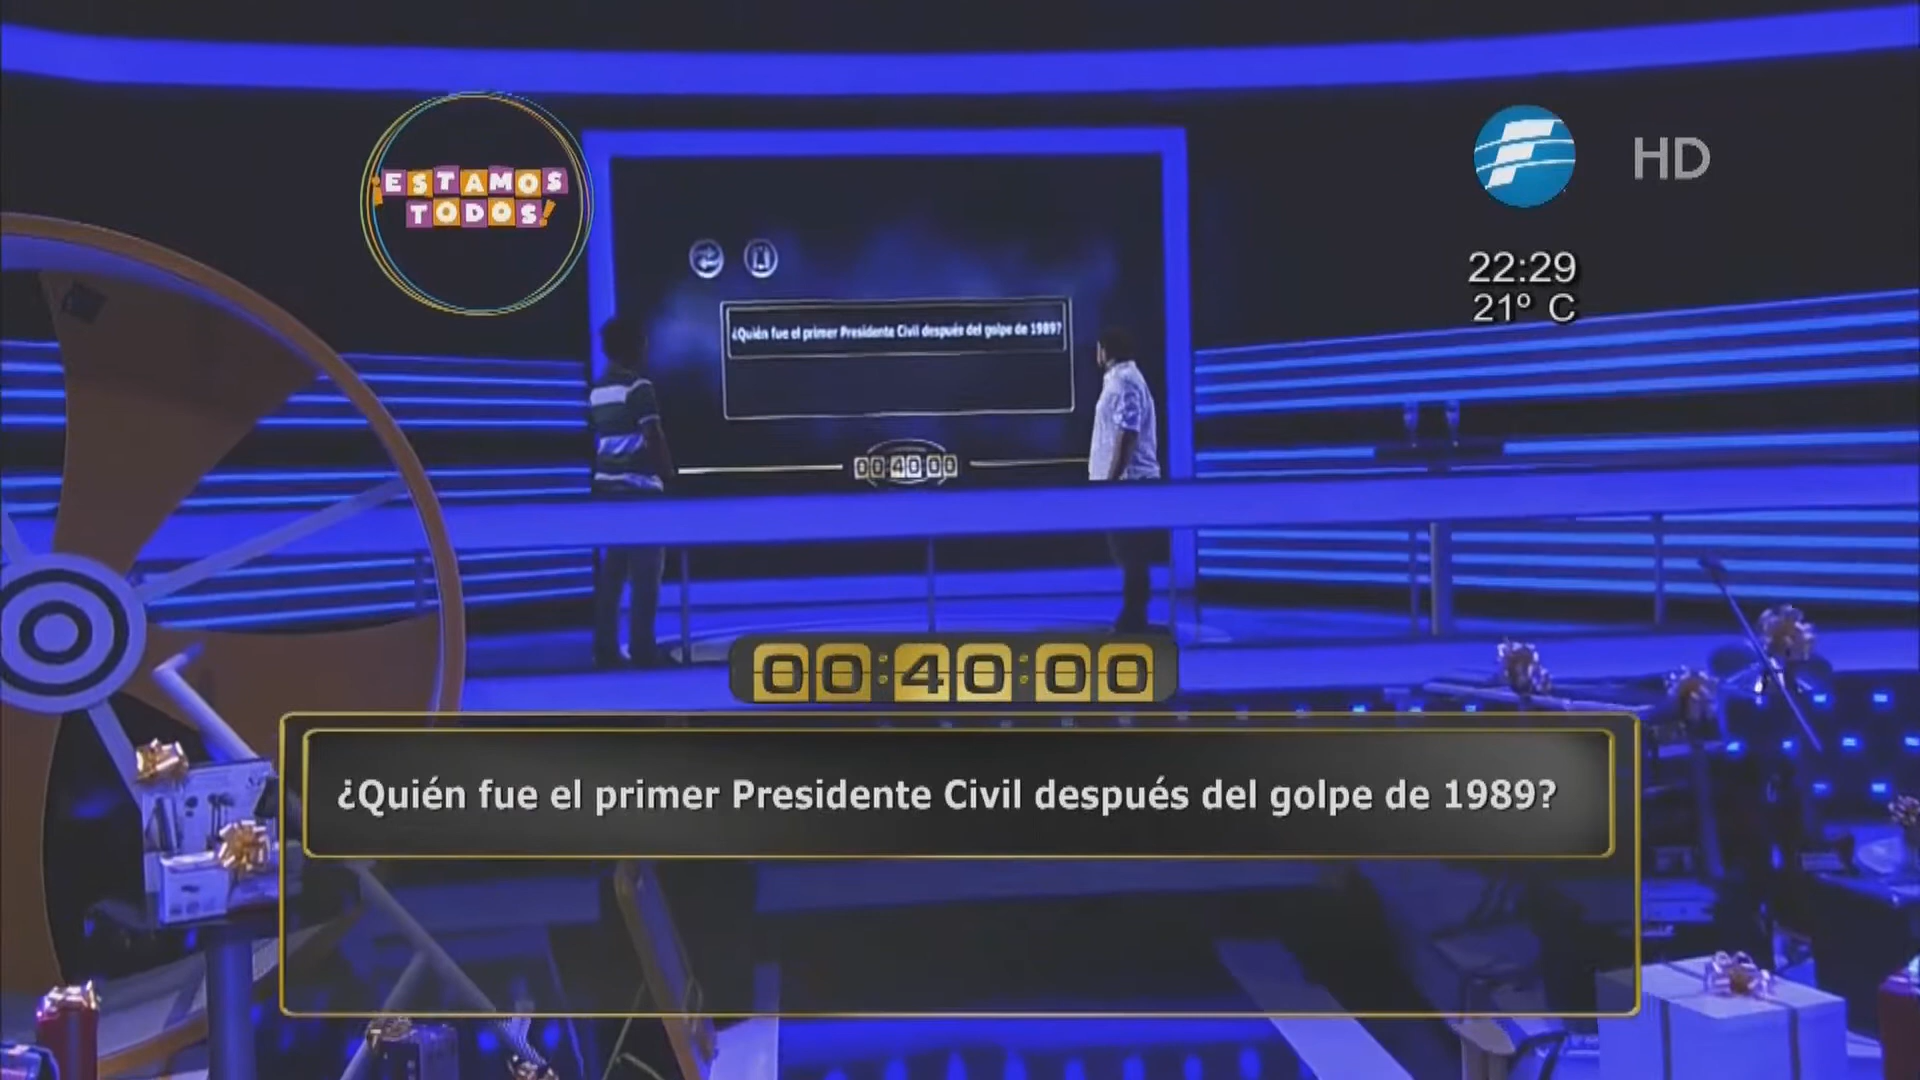 ¡ESTAMOS
TODOS!
HD
22:29
21º C
¿Quién fue el primer Presidente Civil después del golpe de 1989?
00:40:00
00:40:00
¿Quién fue el primer Presidente Civil después del golpe de 1989?